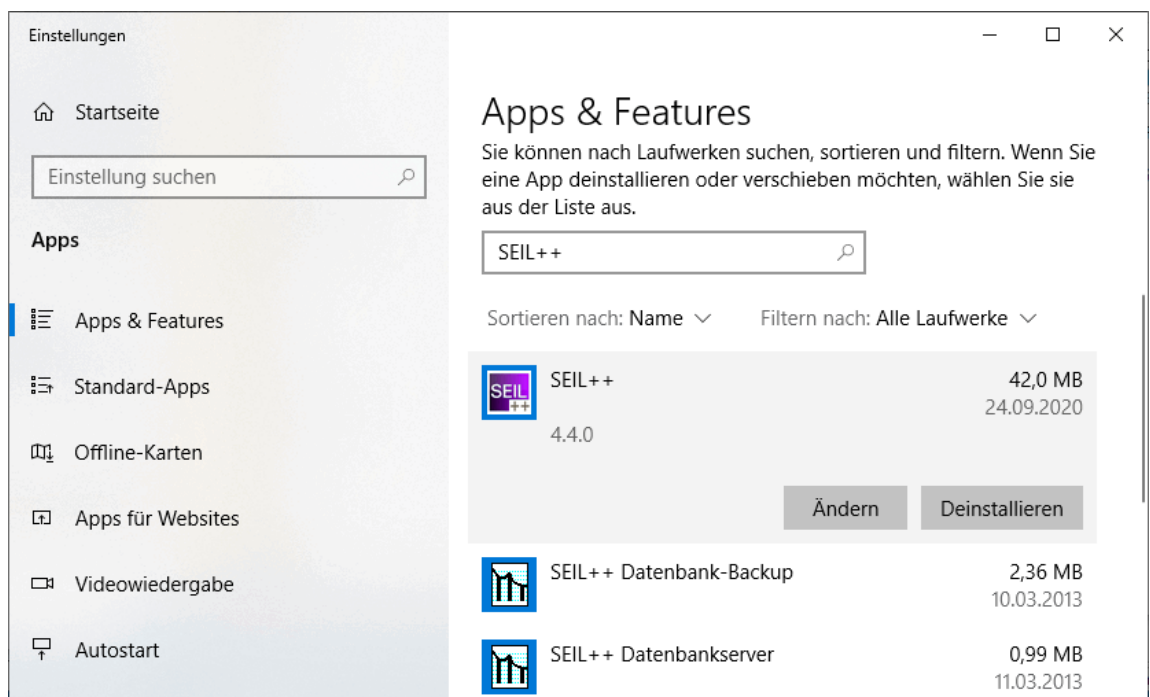 Einstellungen
Startseite
Einstellung suchen
Apps
Apps & Features
Standard-Apps
Offline-Karten
Apps für Websites
Videowiedergabe
Autostart
Apps & Features
Sie können nach Laufwerken suchen, sortieren und filtern. Wenn Sie
eine App deinstallieren oder verschieben möchten, wählen Sie sie
aus der Liste aus.
SEIL++
Sortieren nach: Name Filtern nach: Alle Laufwerke
SEIL
++
SEIL++ 42,0 MB
24.09.2020
4.4.0
Ändern Deinstallieren
SEIL++ Datenbank-Backup 2,36 MB
10.03.2013
SEIL++ Datenbankserver 0,99 MB
11.03.2013